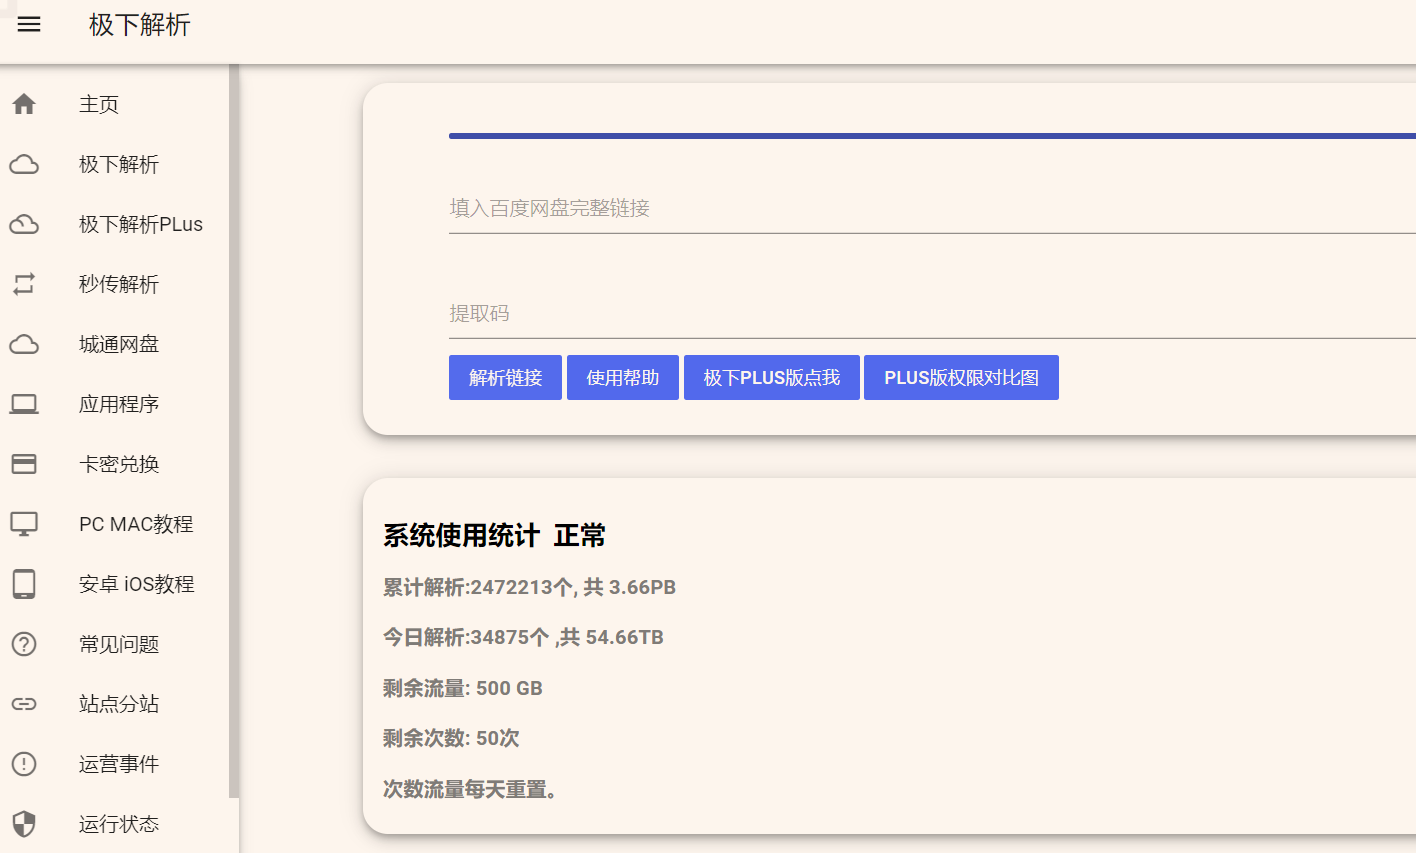 极下解析
主页
极下解析
极下解析PLus
秒传解析
城通网盘
应用程序
卡密兑换
PC MAC教程
安卓 iOS教程
常见问题
站点分站
运营事件
运行状态
填入百度网盘完整链接
提取码
解析链接 使用帮助 极下PLUS版点我 PLUS版权限对比图
系统使用统计 正常
累计解析:2472213个, 共 3.66PB
今日解析:34875个 ,共 54.66TB
剩余流量: 500 GB
剩余次数: 50次
次数流量每天重置。